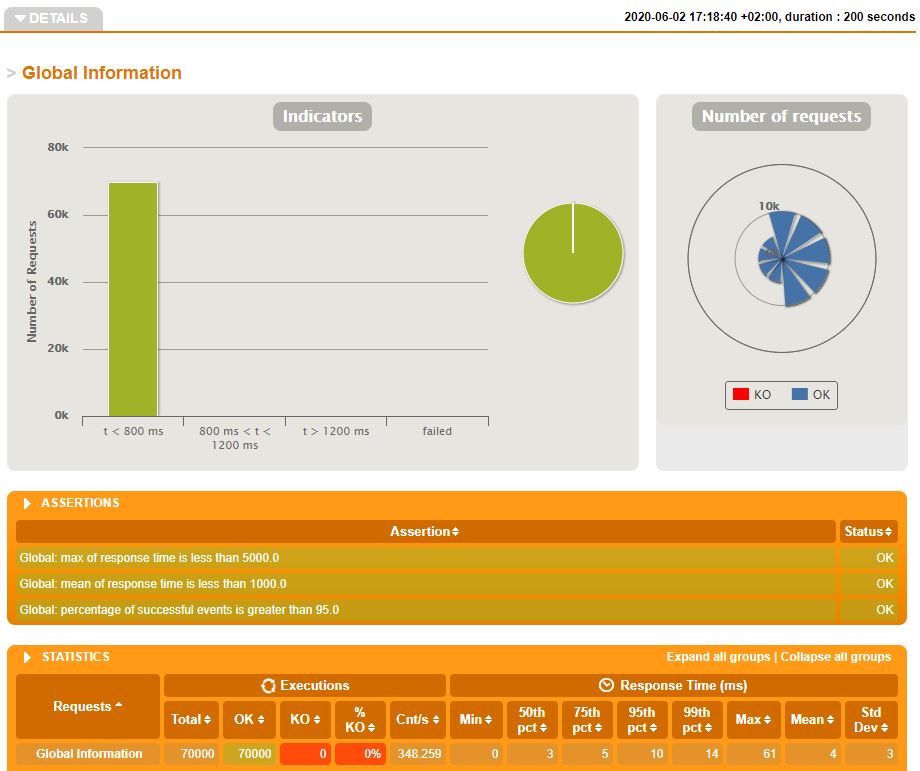 DETAILS
2020-06-02 17:18:40 +02:00, duration : 200 seconds
> Global Information
Indicators
Number of requests
80k
60k
40k
20k
0k
Number of Requests
t < 800 ms
800 ms < t <
1200 ms
t > 1200 ms
failed
10k
KO
OK
ASSERTIONS
Assertion Status
Global: max of response time is less than 5000.0 OK
Global: mean of response time is less than 1000.0 OK
Global: percentage of successful events is greater than 95.0 OK
STATISTICS Expand all groups | Collapse all groups
Requests
Executions
Response Time (ms)
Total OK KO % KO Cnt/s Min 50th pct 75th pct 95th pct 99th pct Max Mean Std Dev
Global Information 70000 70000 0 0% 348.259 0 3 5 10 14 61 4 3